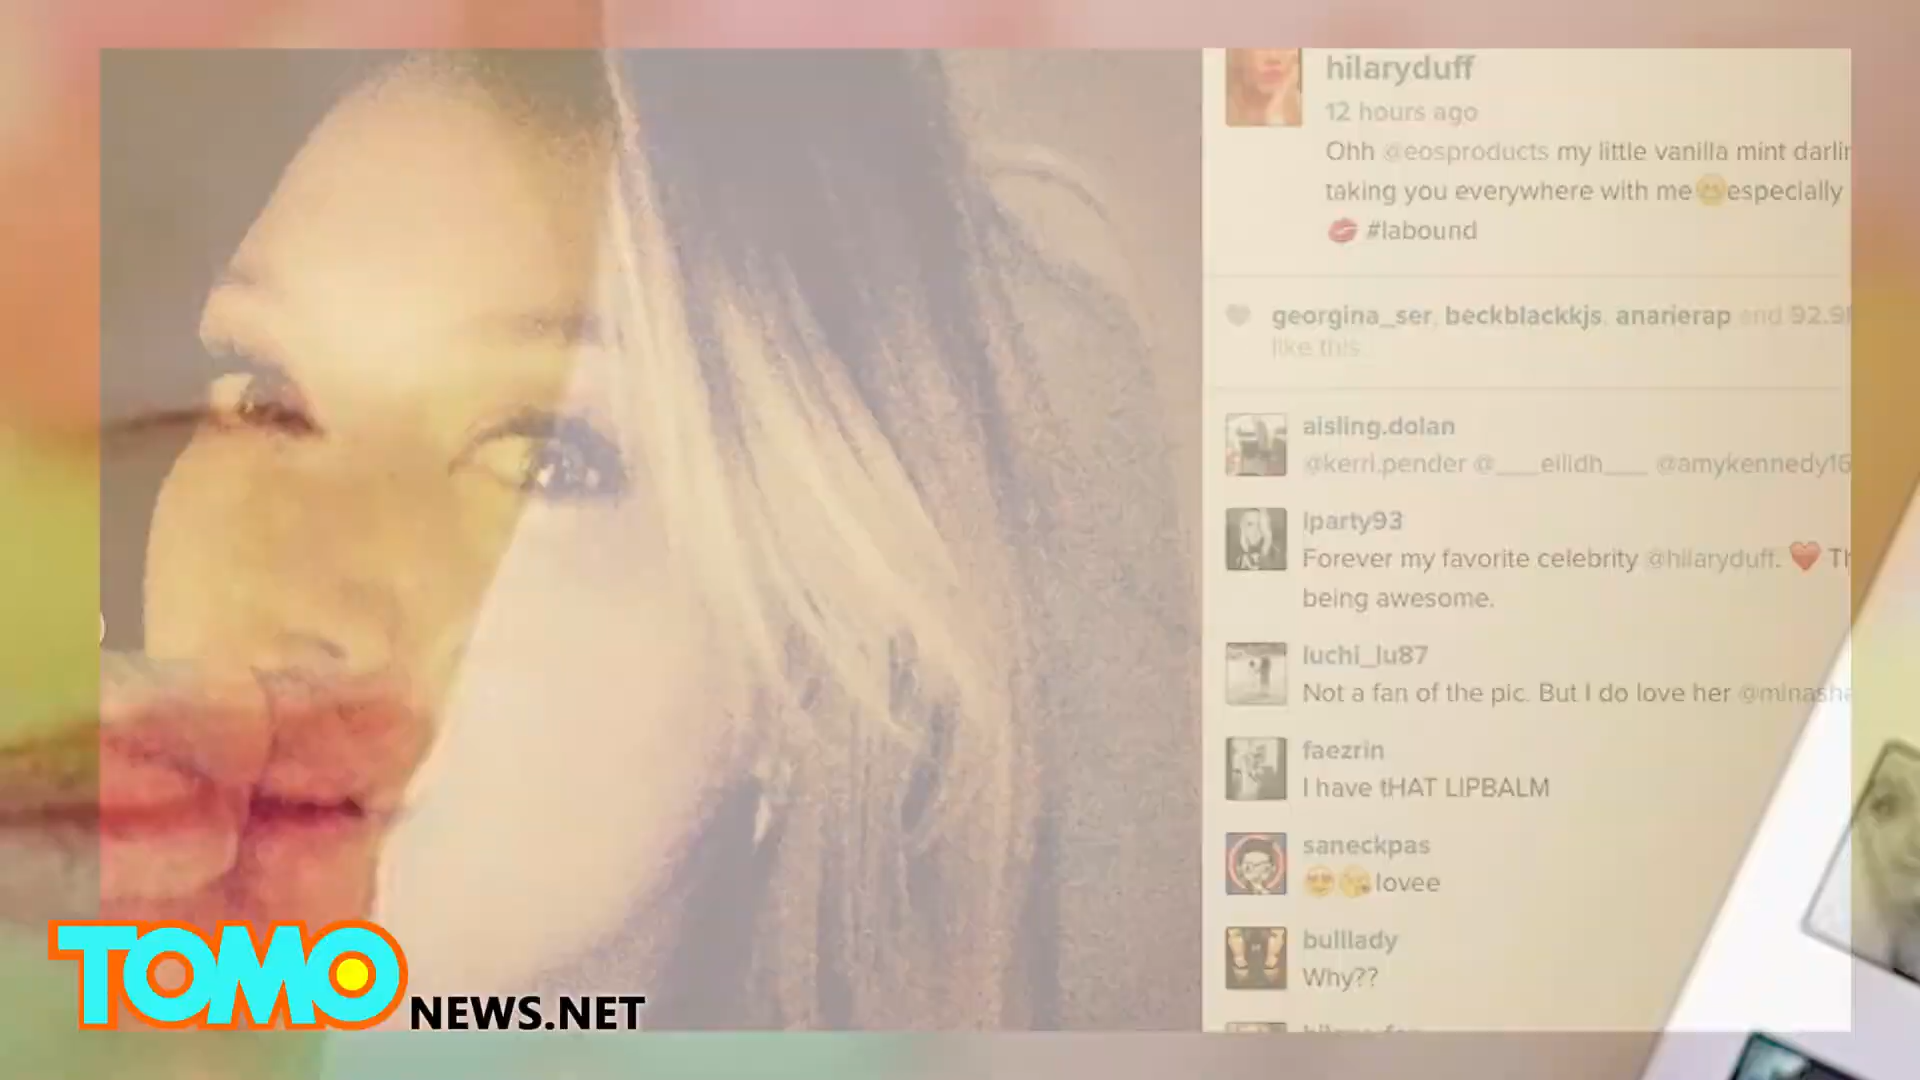 hilaryduff
12 hours ago
Ohh @eosproducts my little vanilla mint
taking you everywhere with me😊especially
💋 #labound
georgina_ser, beckblackkjs, anarierap and
like this.
aisling.dolan
@kerri.pender @___eilidh___ @amykennedy16
lparty93
Forever my favorite celebrity @hilaryduff. ❤️
being awesome.
luchi_lu87
Not a fan of the pic. But I do love her
faezrin
I have tHAT LIPBALM
saneckpas
😍😘lovee
bulllady
Why??
TOMO
NEWS.NET